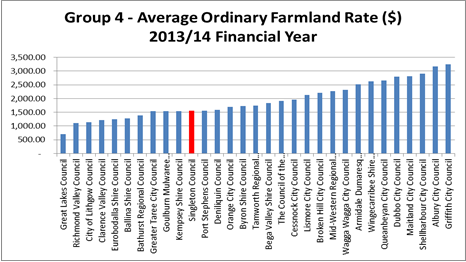 Group 4 - Average Ordinary Farmland Rate ($)
2013/14 Financial Year
3,500.00
3,000.00
2,500.00
2,000.00
1,500.00
1,000.00
500.00
-
Great Lakes Council
Richmond Valley Council
City of Lithgow Council
Clarence Valley Council
Eurobodalla Shire Council
Ballina Shire Council
Bathurst Regional Council
Greater Taree City Council
Goulburn Mulwaree...
Kempsey Shire Council
Singleton Council
Port Stephens Council
Deniliquin Council
Orange City Council
Byron Shire Council
Tamworth Regional...
Bega Valley Shire Council
The Council of the...
Cessnock City Council
Lismore City Council
Broken Hill City Council
Mid-Western Regional...
Wagga Wagga City Council
Armidale Dumaresq...
Wingecarribee Shire...
Queanbeyan City Council
Dubbo City Council
Maitland City Council
Shellharbour City Council
Albury City Council
Griffith City Council